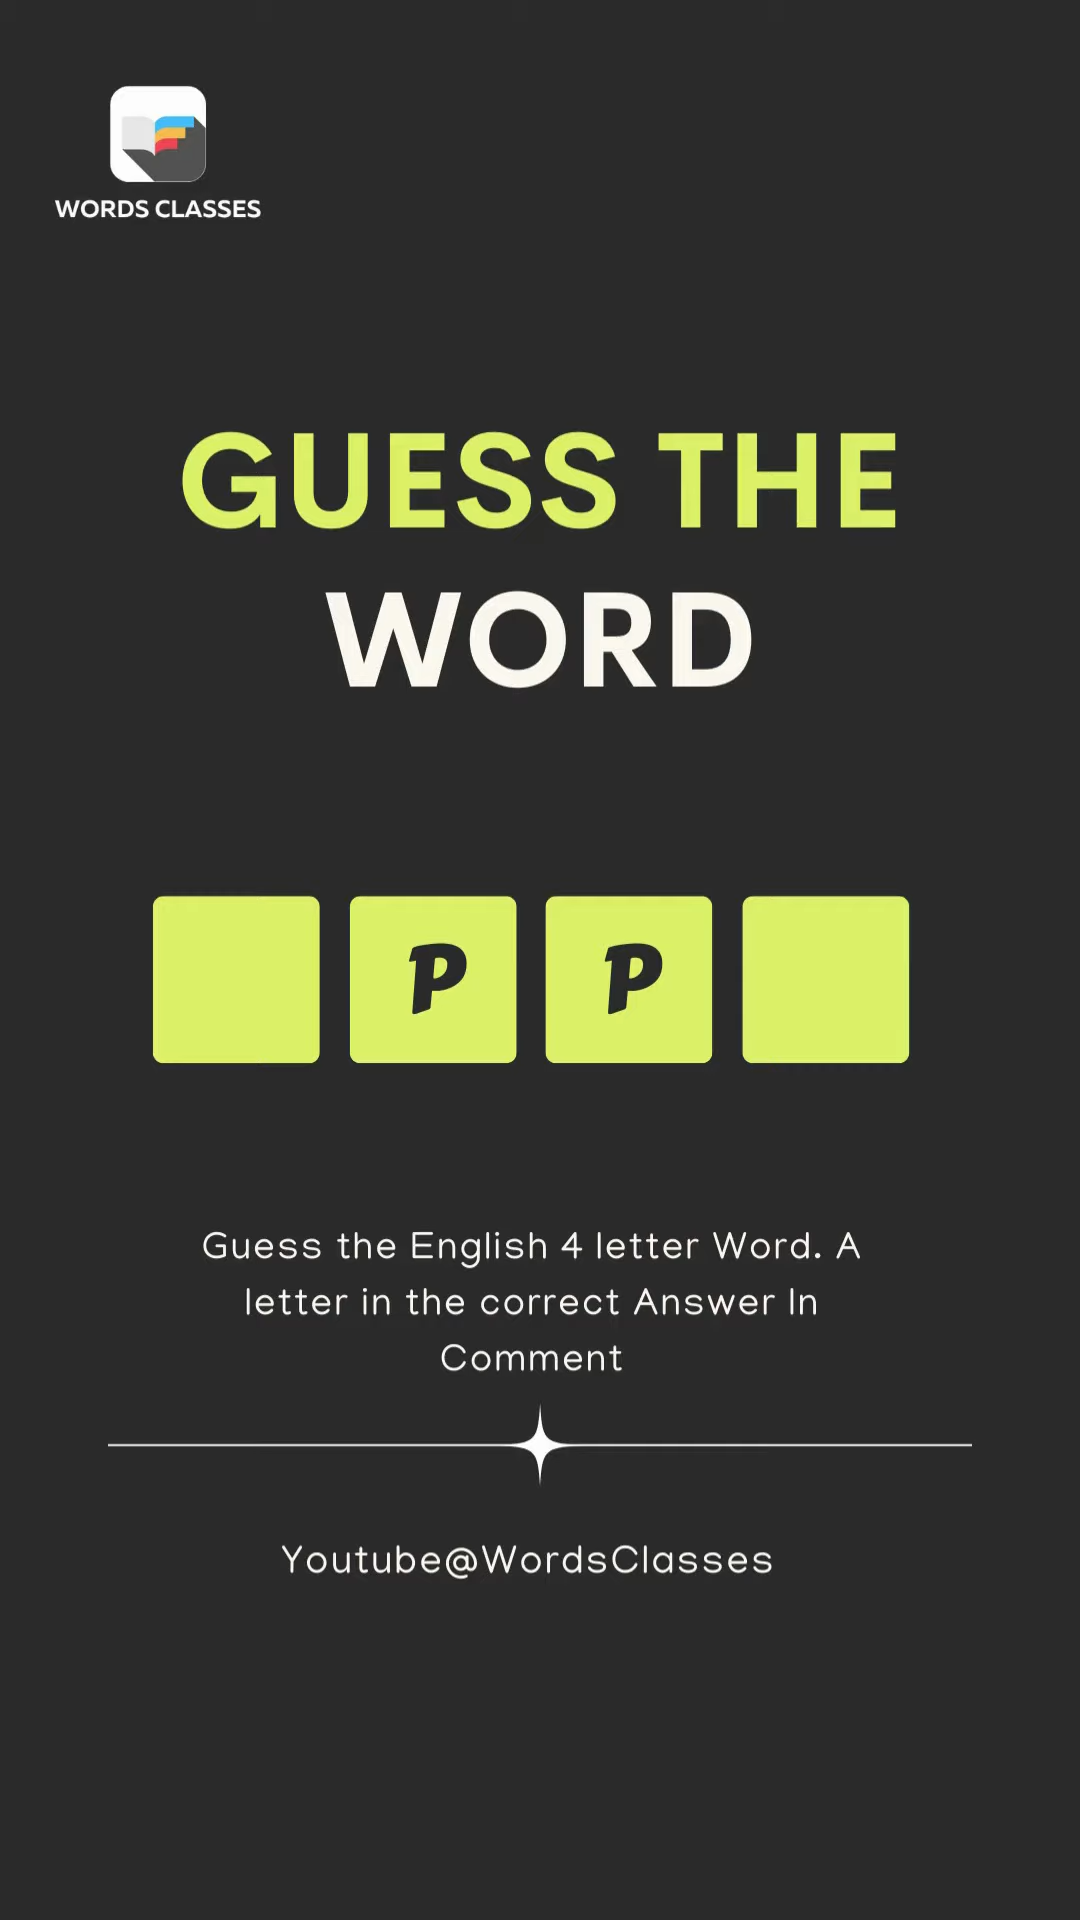 WORDS CLASSES
GUESS THE
WORD
P P
Guess the English 4 letter Word. A
letter in the correct Answer In
Comment
Youtube@WordsClasses